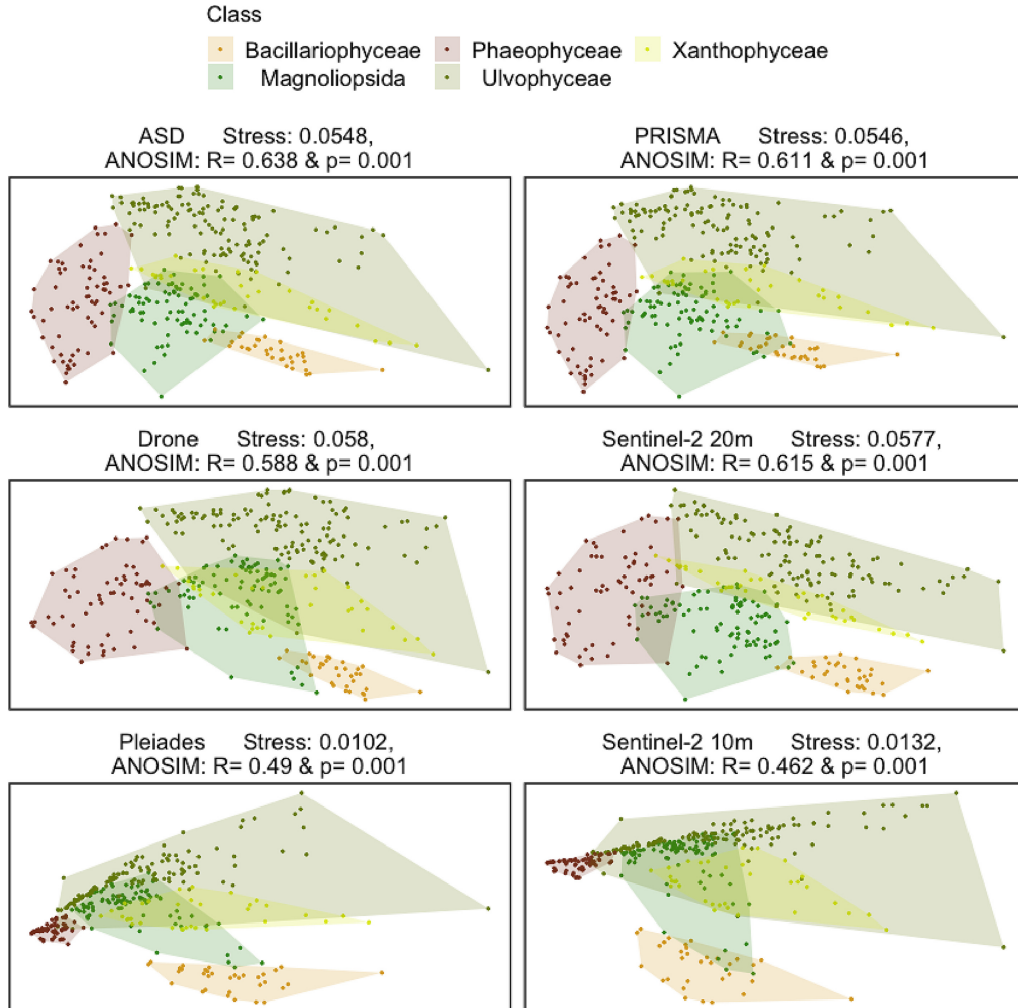 Class
Bacillariophyceae Phaeophyceae Xanthophyceae
Magnoliopsida Ulvophyceae
ASD Stress: 0.0548,
ANOSIM: R= 0.638 & p= 0.001
PRISMA Stress: 0.0546,
ANOSIM: R= 0.611 & p= 0.001
Drone Stress: 0.058,
ANOSIM: R= 0.588 & p= 0.001
Sentinel-2 20m Stress: 0.0577,
ANOSIM: R= 0.615 & p= 0.001
Pleiades Stress: 0.0102,
ANOSIM: R= 0.49 & p= 0.001
Sentinel-2 10m Stress: 0.0132,
ANOSIM: R= 0.462 & p= 0.001